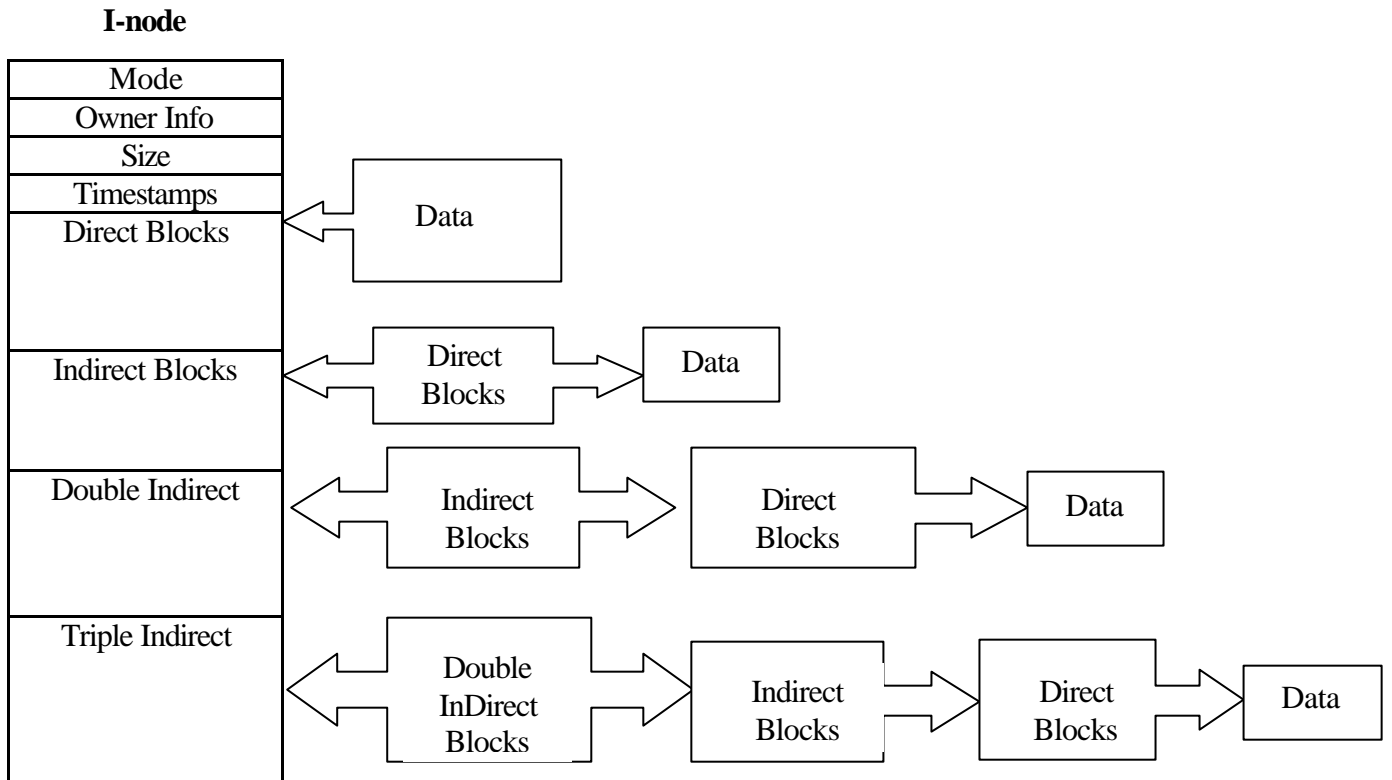 I-node
Mode
Owner Info
Size
Timestamps
Direct Blocks
Data
Indirect Blocks
Direct
Blocks
Data
Double Indirect
Indirect
Blocks
Direct
Blocks
Data
Triple Indirect
Double
InDirect
Blocks
Indirect
Blocks
Direct
Blocks
Data